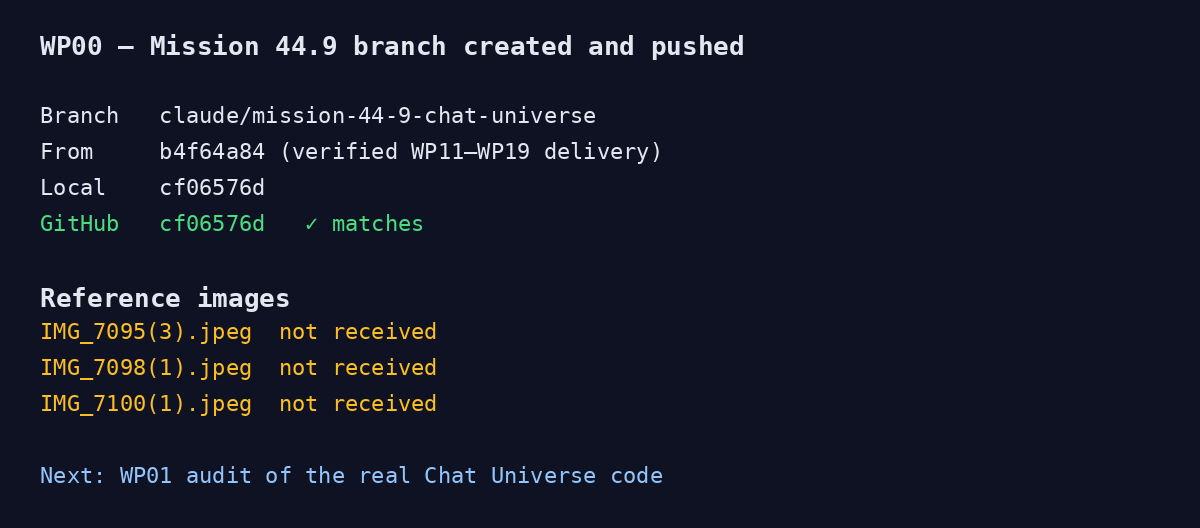 WP00 — Mission 44.9 branch created and pushed
Branch claude/mission-44-9-chat-universe
From b4f64a84 (verified WP11–WP19 delivery)
Local cf06576d
GitHub cf06576d ✓ matches
Reference images
IMG_7095(3).jpeg not received
IMG_7098(1).jpeg not received
IMG_7100(1).jpeg not received
Next: WP01 audit of the real Chat Universe code